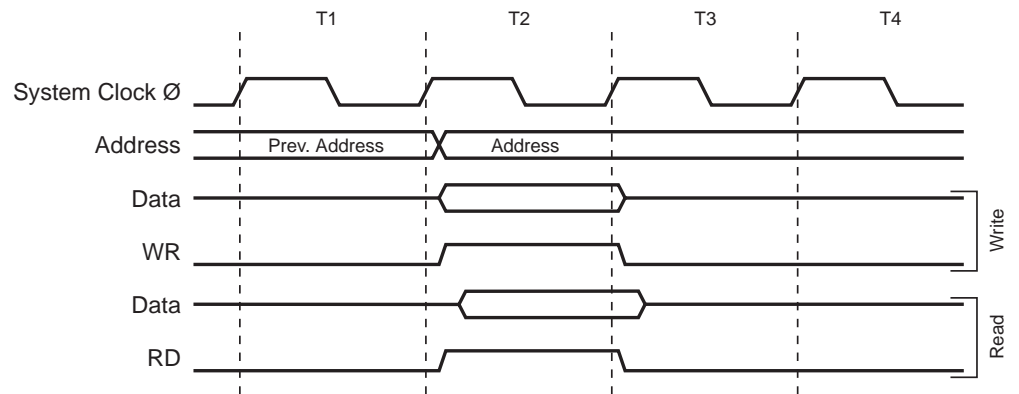 T1 T2 T3 T4
System Clock Ø
Address Prev. Address Address
Data
WR
Write
Data
RD
Read